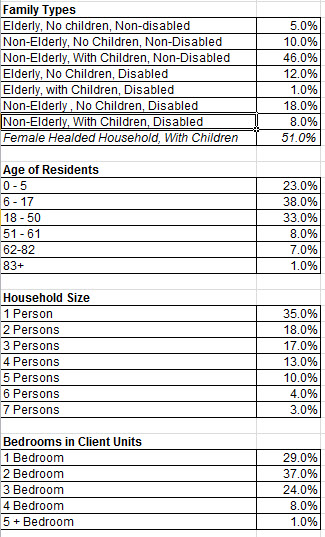 Family Types
Elderly, No children, Non-disabled 5.0%
Non-Elderly, No Children, Non-Disabled 10.0%
Non-Elderly, With Children, Non-Disabled 46.0%
Elderly, No Children, Disabled 12.0%
Elderly, with Children, Disabled 1.0%
Non-Elderly , No Children, Disabled 18.0%
Non-Elderly, With Children, Disabled 8.0%
Female Healded Household, With Children 51.0%
Age of Residents
0 - 5 23.0%
6 - 17 38.0%
18 - 50 33.0%
51 - 61 8.0%
62-82 7.0%
83+ 1.0%
Household Size
1 Person 35.0%
2 Persons 18.0%
3 Persons 17.0%
4 Persons 13.0%
5 Persons 10.0%
6 Persons 4.0%
7 Persons 3.0%
Bedrooms in Client Units
1 Bedroom 29.0%
2 Bedroom 37.0%
3 Bedroom 24.0%
4 Bedroom 8.0%
5 + Bedroom 1.0%